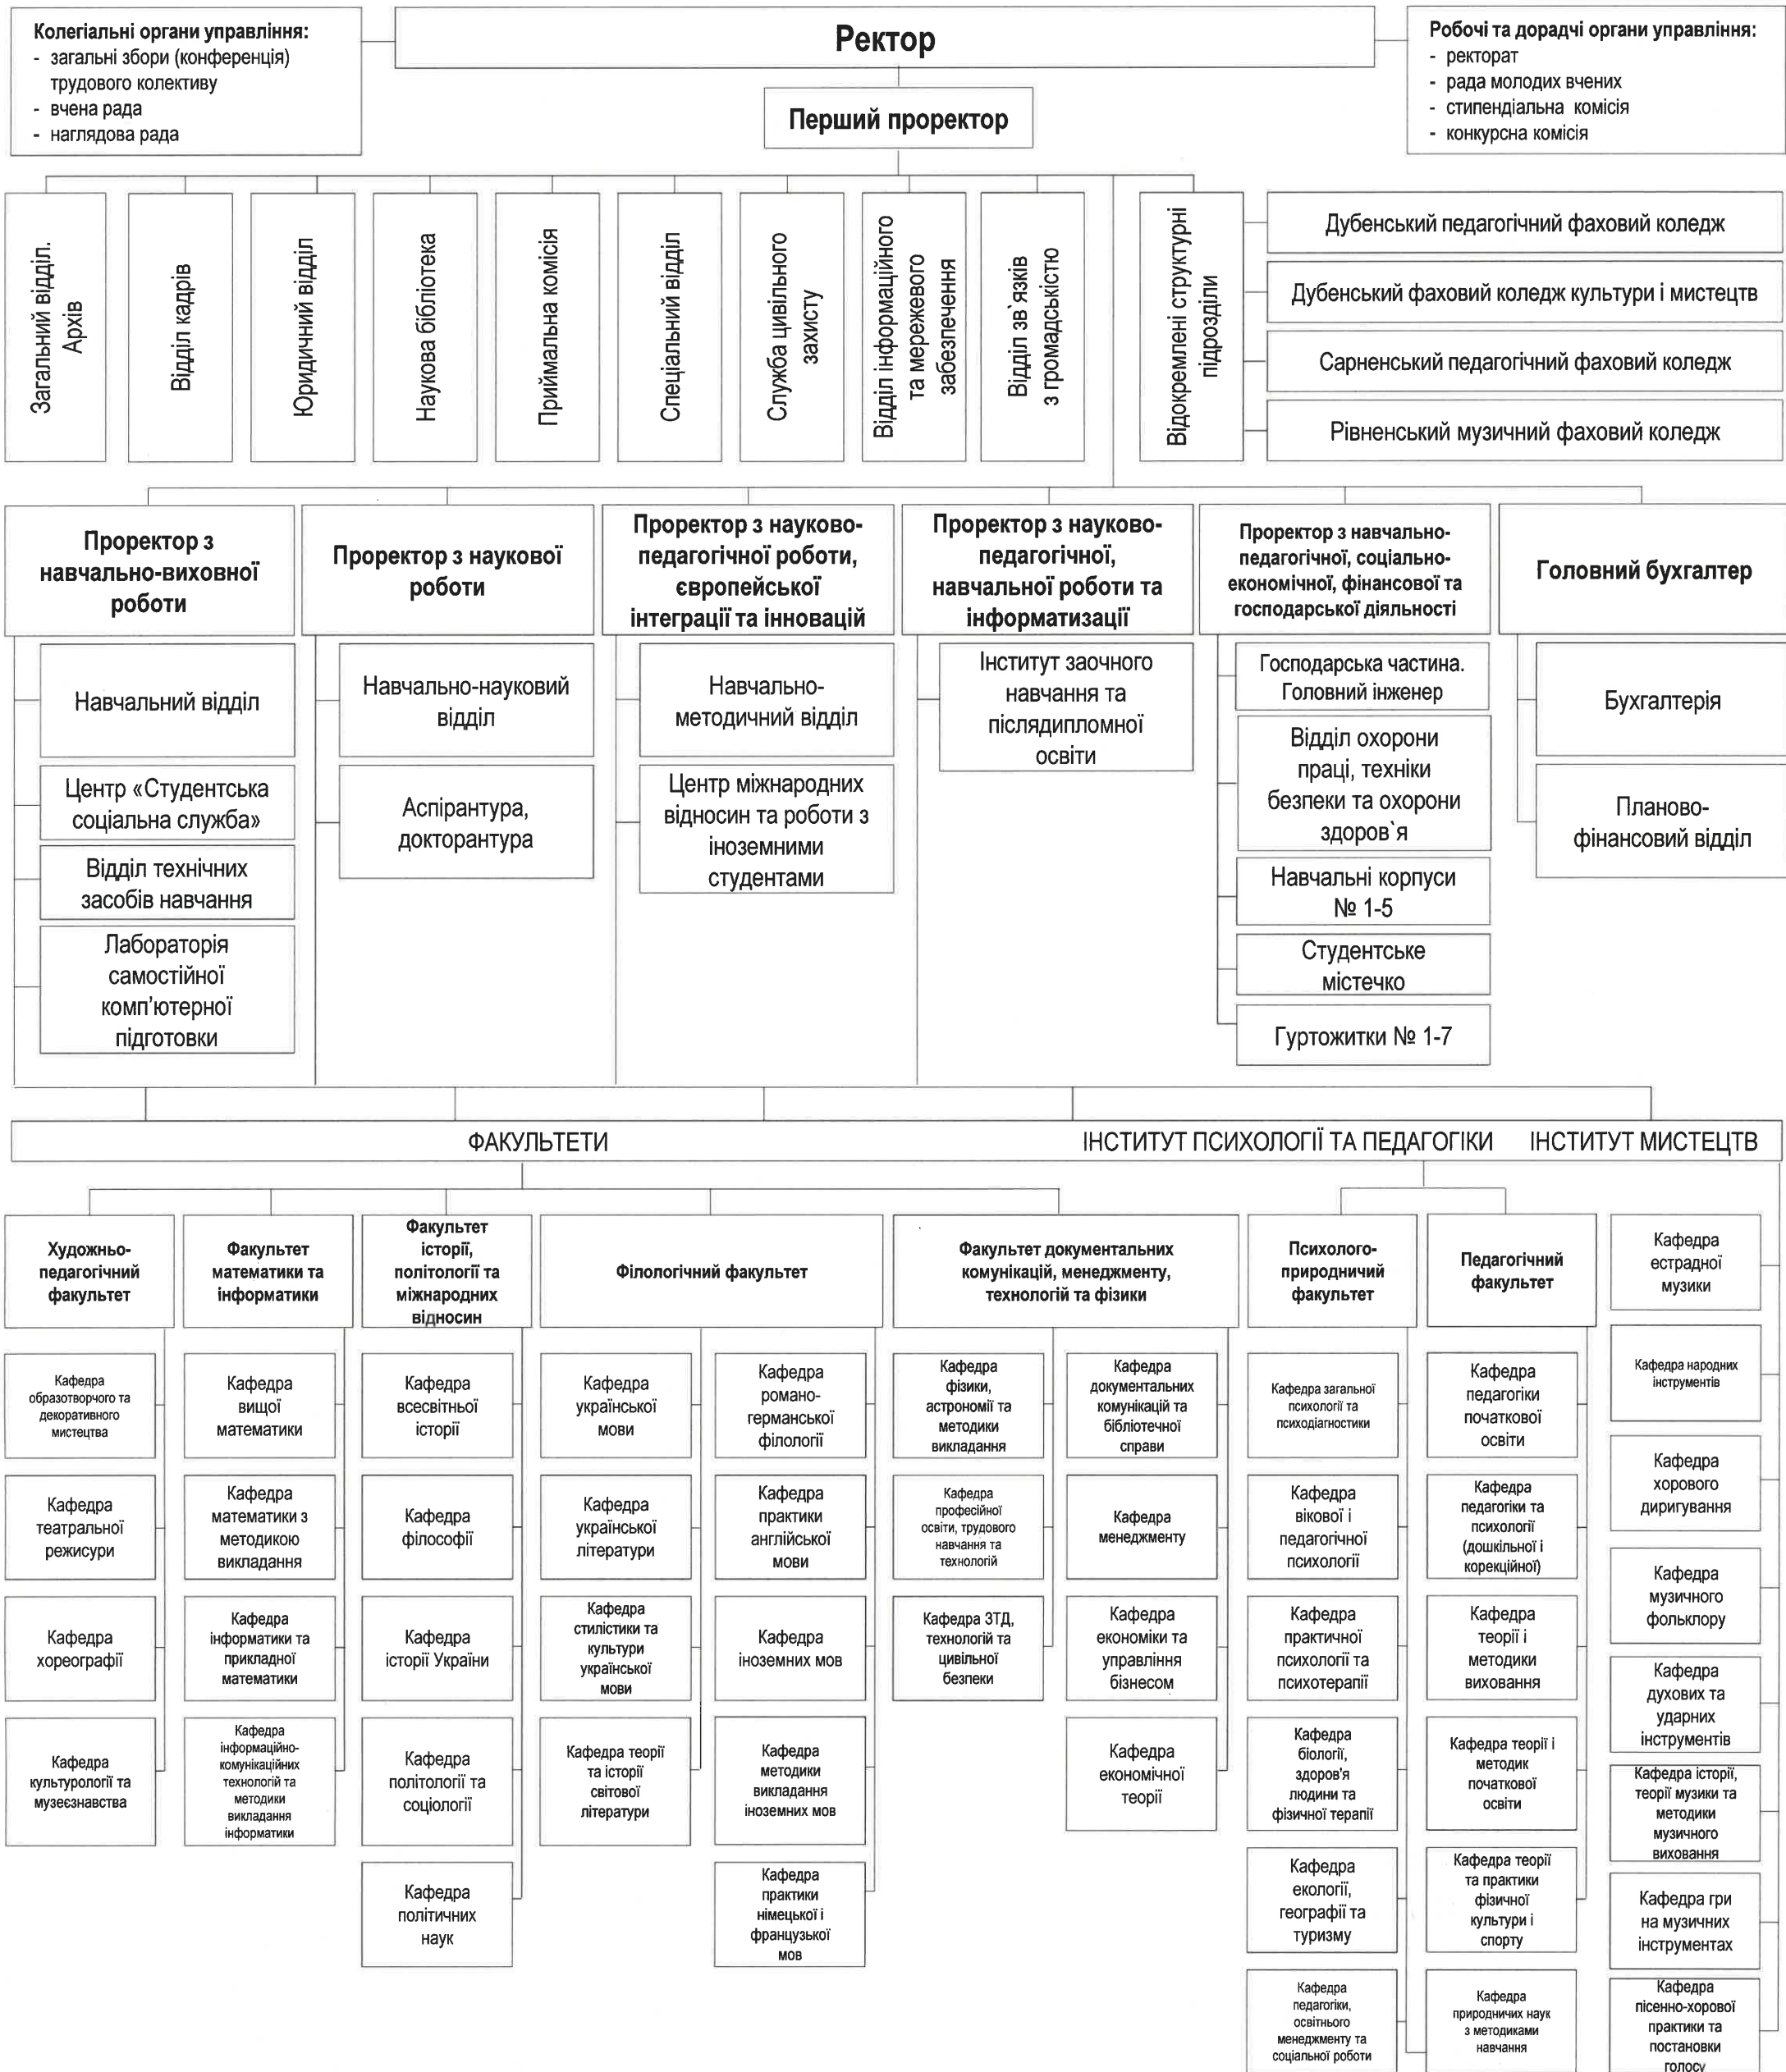 Колегіальні органи управління:
- загальні збори (конференція)
трудового колективу
- вчена рада
- наглядова рада
Ректор
Робочі та дорадчі органи управління:
- ректорат
- рада молодих вчених
- стипендіальна комісія
- конкурсна комісія
Перший проректор
Загальний відділ.
Архів
Відділ кадрів
Юридичний відділ
Наукова бібліотека
Приймальна комісія
Спеціальний відділ
Служба цивільного
захисту
Відділ інформаційного
та мережевого
забезпечення
Відділ зв`язків
з громадськістю
Відокремлені структурні
підрозділи
Дубенський педагогічний фаховий коледж
Дубенський фаховий коледж культури і мистецтв
Сарненський педагогічний фаховий коледж
Рівненський музичний фаховий коледж
Проректор з
навчально-виховної
роботи
Проректор з наукової
роботи
Проректор з науково-
педагогічної роботи,
європейської
інтеграції та інновацій
Проректор з науково-
педагогічної,
навчальної роботи та
інформатизації
Проректор з навчально-
педагогічної, соціально-
економічної, фінансової та
господарської діяльності
Головний бухгалтер
Навчальний відділ
Центр «Студентська
соціальна служба»
Відділ технічних
засобів навчання
Лабораторія
самостійної
комп'ютерної
підготовки
Навчально-науковий
відділ
Аспірантура,
докторантура
Навчально-
методичний відділ
Центр міжнародних
відносин та роботи з
іноземними
студентами
Інститут заочного
навчання та
післядипломної
освіти
Господарська частина.
Головний інженер
Відділ охорони
праці, техніки
безпеки та охорони
здоров`я
Навчальні корпуси
№ 1-5
Студентське
містечко
Гуртожитки № 1-7
Бухгалтерія
Планово-
фінансовий відділ
ФАКУЛЬТЕТИ
ІНСТИТУТ ПСИХОЛОГІЇ ТА ПЕДАГОГІКИ
ІНСТИТУТ МИСТЕЦТВ
Художньо-
педагогічний
факультет
Факультет
математики та
інформатики
Факультет
історії,
політології та
міжнародних
відносин
Філологічний факультет
Факультет документальних
комунікацій, менеджменту,
технологій та фізики
Психолого-
природничий
факультет
Педагогічний
факультет
Кафедра
образотворчого та
декоративного
мистецтва
Кафедра
театральної
режисури
Кафедра
хореографії
Кафедра
культурології та
музеєзнавства
Кафедра
вищої
математики
Кафедра
математики з
методикою
викладання
Кафедра
інформатики та
прикладної
математики
Кафедра
інформаційно-
комунікаційних
технологій та
методики
викладання
інформатики
Кафедра
всесвітньої
історії
Кафедра
філософії
Кафедра
історії України
Кафедра
політології та
соціології
Кафедра
політичних
наук
Кафедра
української
мови
Кафедра
української
літератури
Кафедра
стилістики та
культури
української
мови
Кафедра теорії
та історії
світової
літератури
Кафедра
романо-
германської
філології
Кафедра
практики
англійської
мови
Кафедра
іноземних мов
Кафедра
методики
викладання
іноземних мов
Кафедра
практики
німецької і
французької
мов
Кафедра
фізики,
астрономії та
методики
викладання
Кафедра
професійної
освіти, трудового
навчання та
технологій
Кафедра ЗТД,
технологій та
цивільної
безпеки
Кафедра
документальних
комунікацій та
бібліотечної
справи
Кафедра
менеджменту
Кафедра
економіки та
управління
бізнесом
Кафедра
економічної
теорії
Кафедра загальної
психології та
психодіагностики
Кафедра
вікової і
педагогічної
психології
Кафедра
практичної
психології та
психотерапії
Кафедра
біології,
здоров'я
людини та
фізичної терапії
Кафедра
екології,
географії та
туризму
Кафедра
педагогіки,
освітнього
менеджменту та
соціальної роботи
Кафедра
педагогіки
початкової
освіти
Кафедра
педагогіки та
психології
(дошкільної і
корекційної)
Кафедра
теорії і
методики
виховання
Кафедра теорії і
методик
початкової
освіти
Кафедра теорії
та практики
фізичної
культури і
спорту
Кафедра
природничих наук
з методиками
навчання
Кафедра
естрадної
музики
Кафедра народних
інструментів
Кафедра
хорового
диригування
Кафедра
музичного
фольклору
Кафедра
духових та
ударних
інструментів
Кафедра історії,
теорії музики та
методики
музичного
виховання
Кафедра гри
на музичних
інструментах
Кафедра
пісенно-хорової
практики та
постановки
голосу